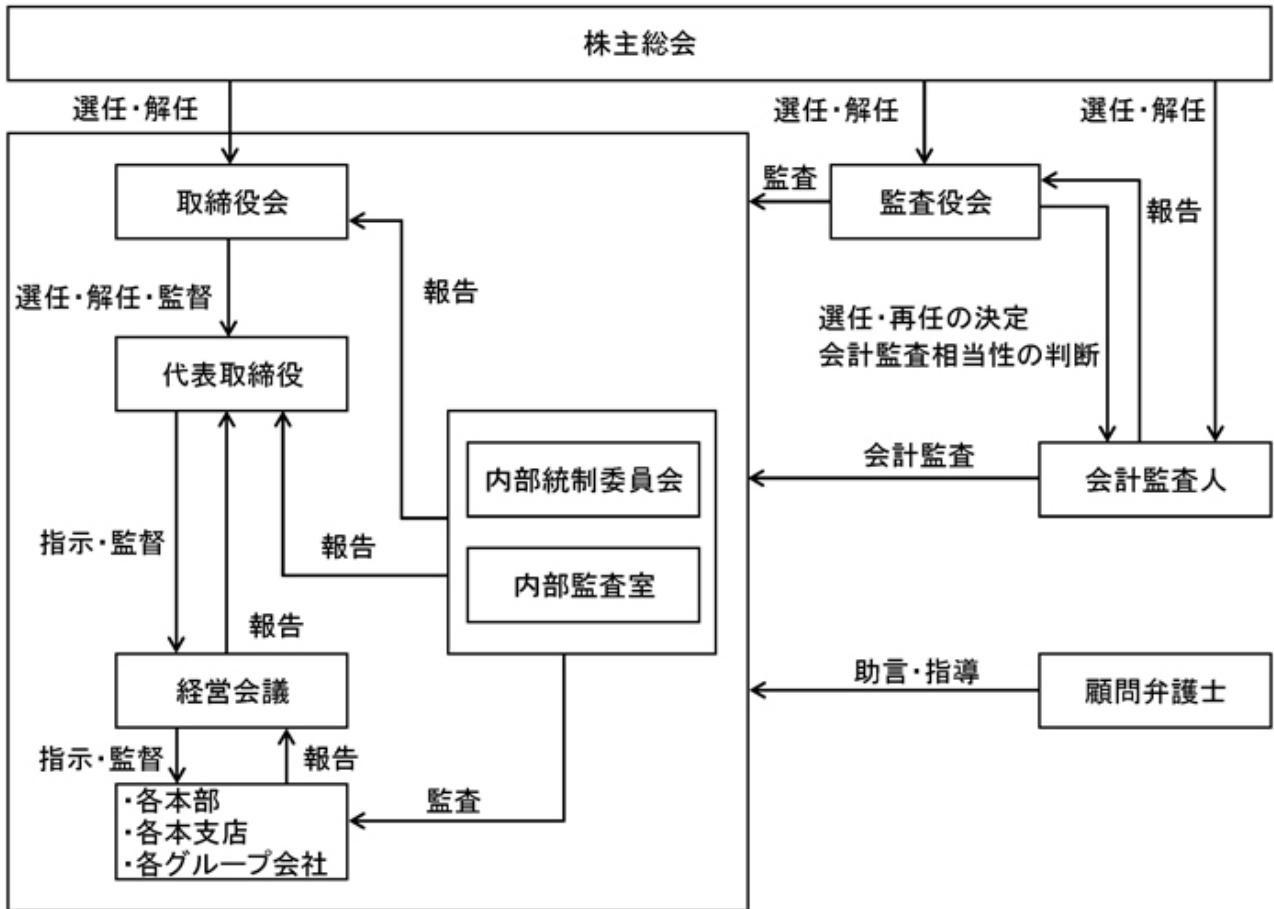 株主総会
選任・解任
選任・解任
選任・解任
取締役会
監査
監査役会
報告
選任・解任・監督
報告
選任・再任の決定
会計監査相当性の判断
代表取締役
内部統制委員会
会計監査
会計監査人
指示・監督
報告
内部監査室
報告
経営会議
助言・指導
顧問弁護士
指示・監督
報告
・各本部
・各本支店
・各グループ会社
監査